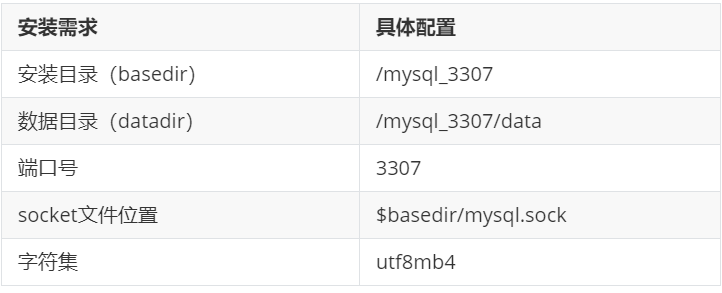 安装需求 具体配置
安装目录（basedir） /mysql_3307
数据目录（datadir） /mysql_3307/data
端口号 3307
socket文件位置 $basedir/mysql.sock
字符集 utf8mb4